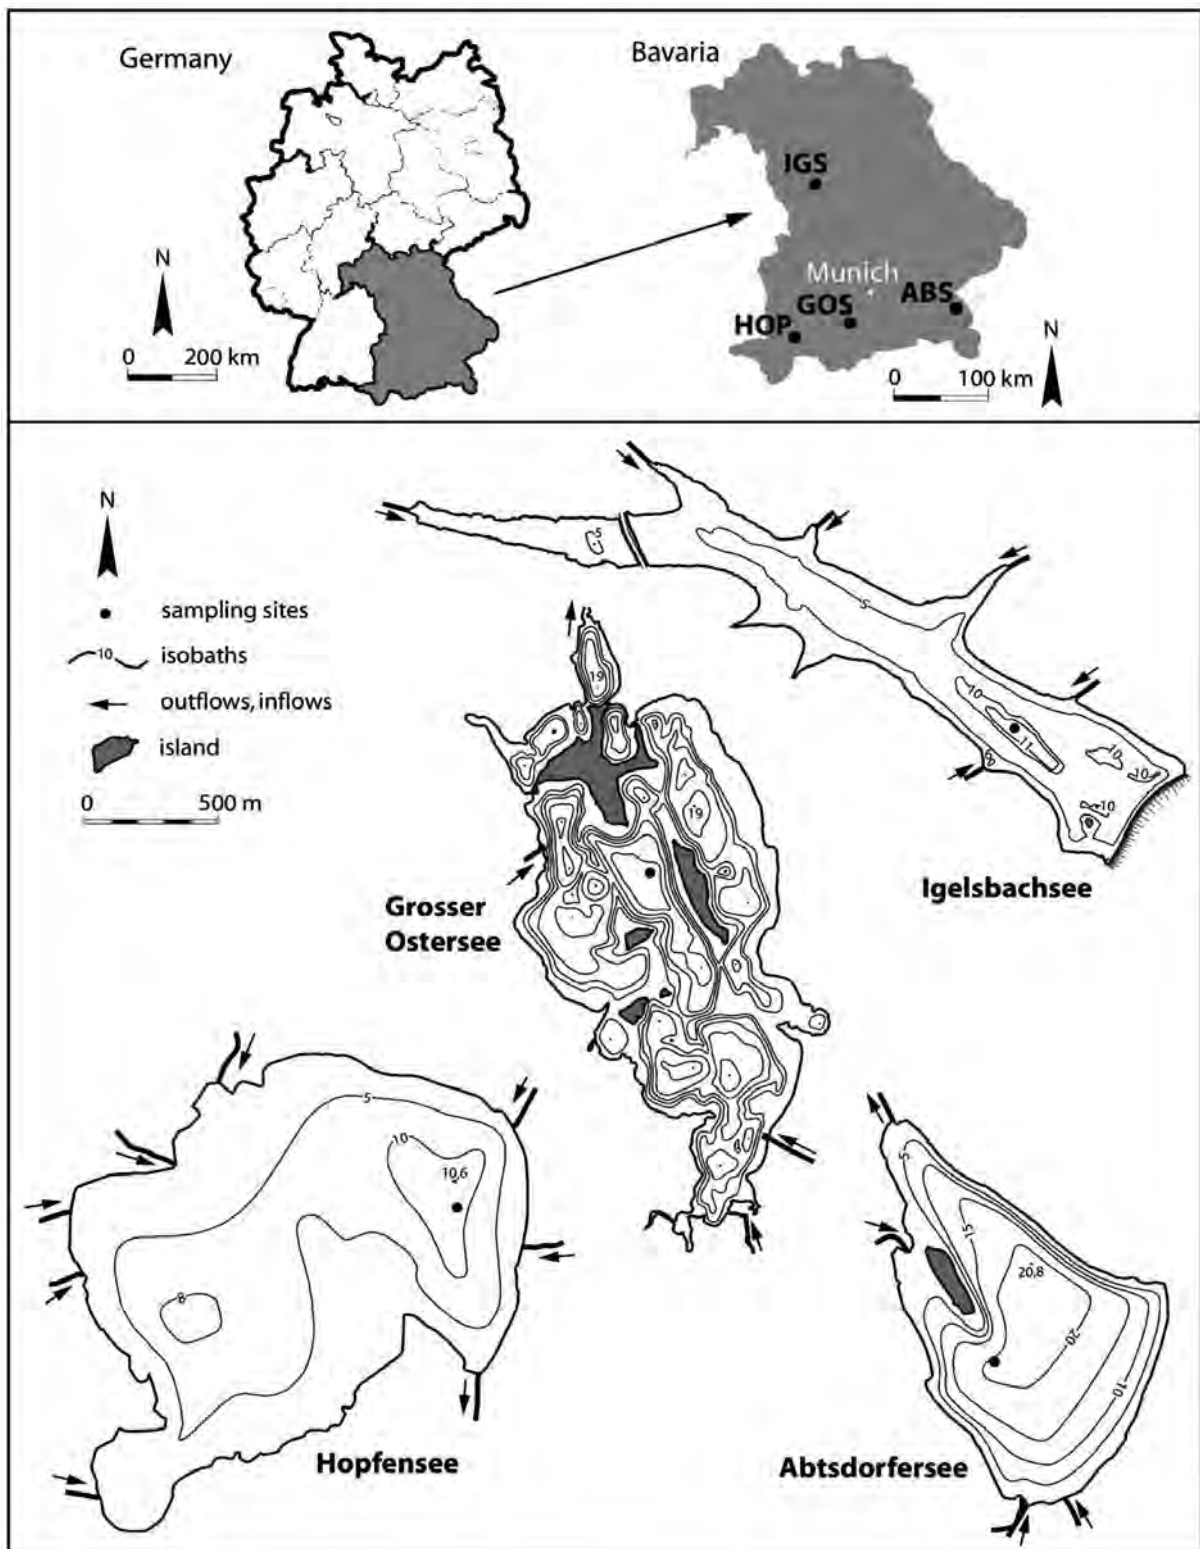 Germany
N
0 200 km
Bavaria
IGS
Munich
GOS
ABS
HOP
N
0 100 km
N
sampling sites
10
isobaths
outflows, inflows
island
0 500 m
5
5
10
11
10
10
10
8
Igelsbachsee
19
19
Grosser
Ostersee
5
10
10,6
8
Hopfensee
5
15
20,8
20
10
Abtsdorfersee